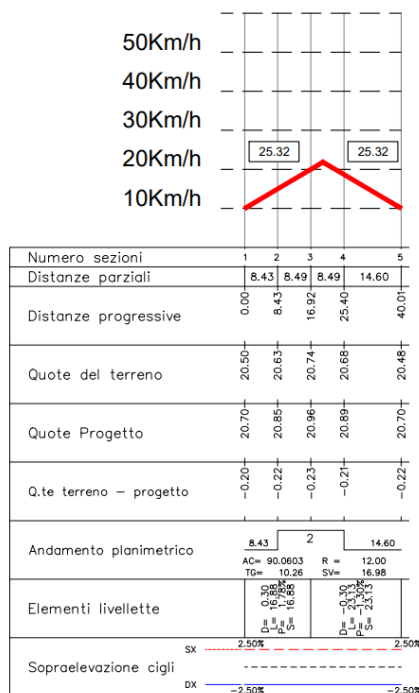 50Km/h
40Km/h
30Km/h
20Km/h
25.32 25.32
10Km/h
Numero sezioni 1 2 3 4 5
Distanze parziali 8.43 8.49 8.49 14.60
Distanze progressive 0.00 8.43 16.92 25.40 40.01
Quote del terreno 20.50 20.63 20.74 20.68 20.48
Quote Progetto 20.70 20.85 20.96 20.89 20.70
Q.te terreno - progetto -0.20 -0.22 -0.23 -0.21 -0.22
Andamento planimetrico 8.43 2 14.60
AC= 90.0603 R = 12.00
TG= 10.26 SV= 16.98
Elementi livellette
D= 0.30
L= 16.88
P= 1.78%
S= 16.88
D= -0.30
L= 23.13
P= -1.30%
S= 23.13
Sopraelevazione cigli
SX 2.50% 2.50%
DX -2.50% -2.50%